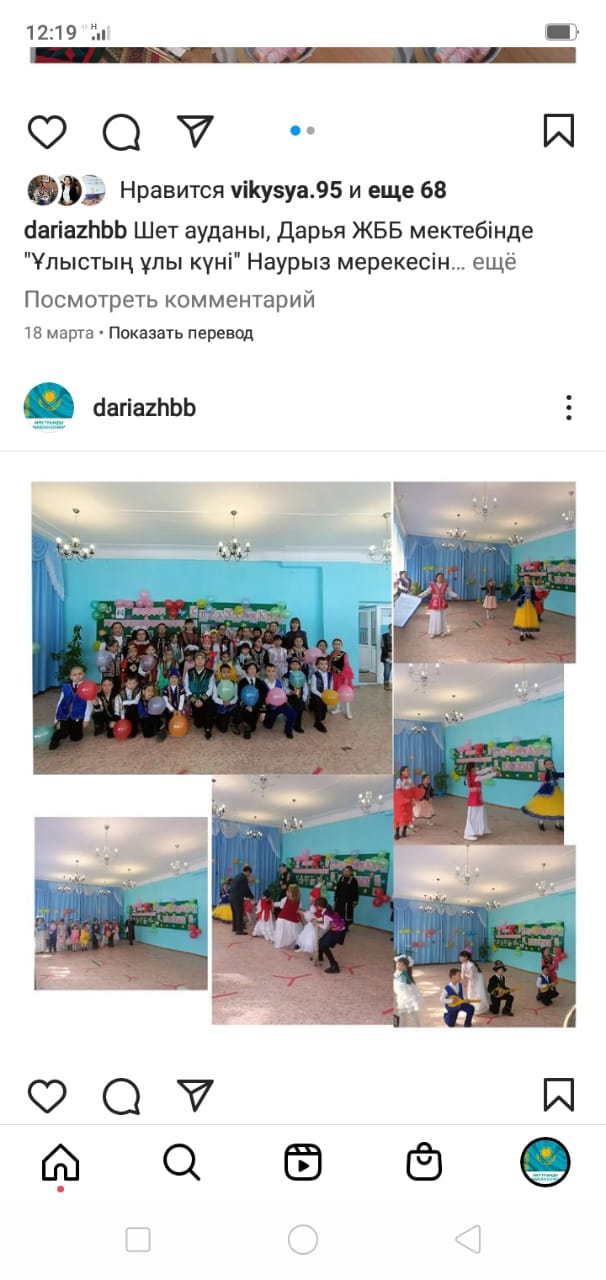 12:19
Нравится vikysya.95 и еще 68
dariazhbb Шет ауданы, Дарья ЖББ мектебінде
"Ұлыстың ұлы күні" Наурыз мерекесін... ещё
Посмотреть комментарий
18 марта • Показать перевод
dariazhbb